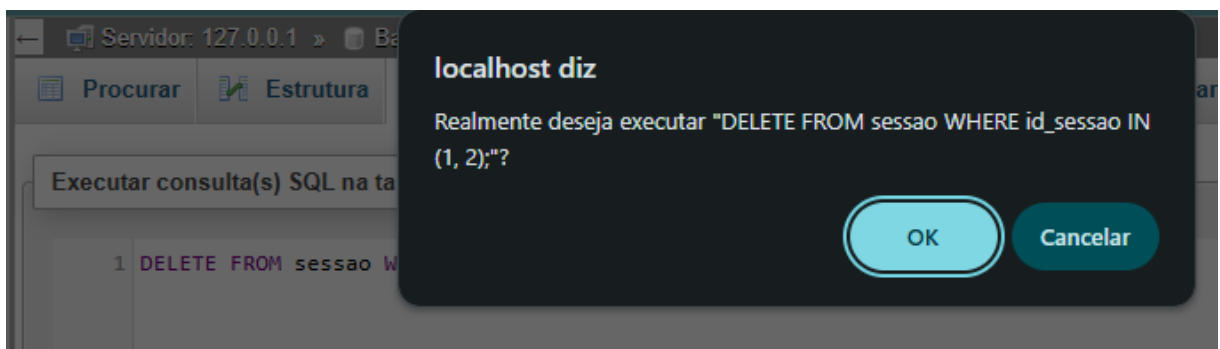 ← Servidor: 127.0.0.1 »
Procurar Estrutura
localhost diz
Realmente deseja executar "DELETE FROM sessao WHERE id_sessao IN
(1, 2);"?
Executar consulta(s) SQL na
OK Cancelar
1 DELETE FROM sessao